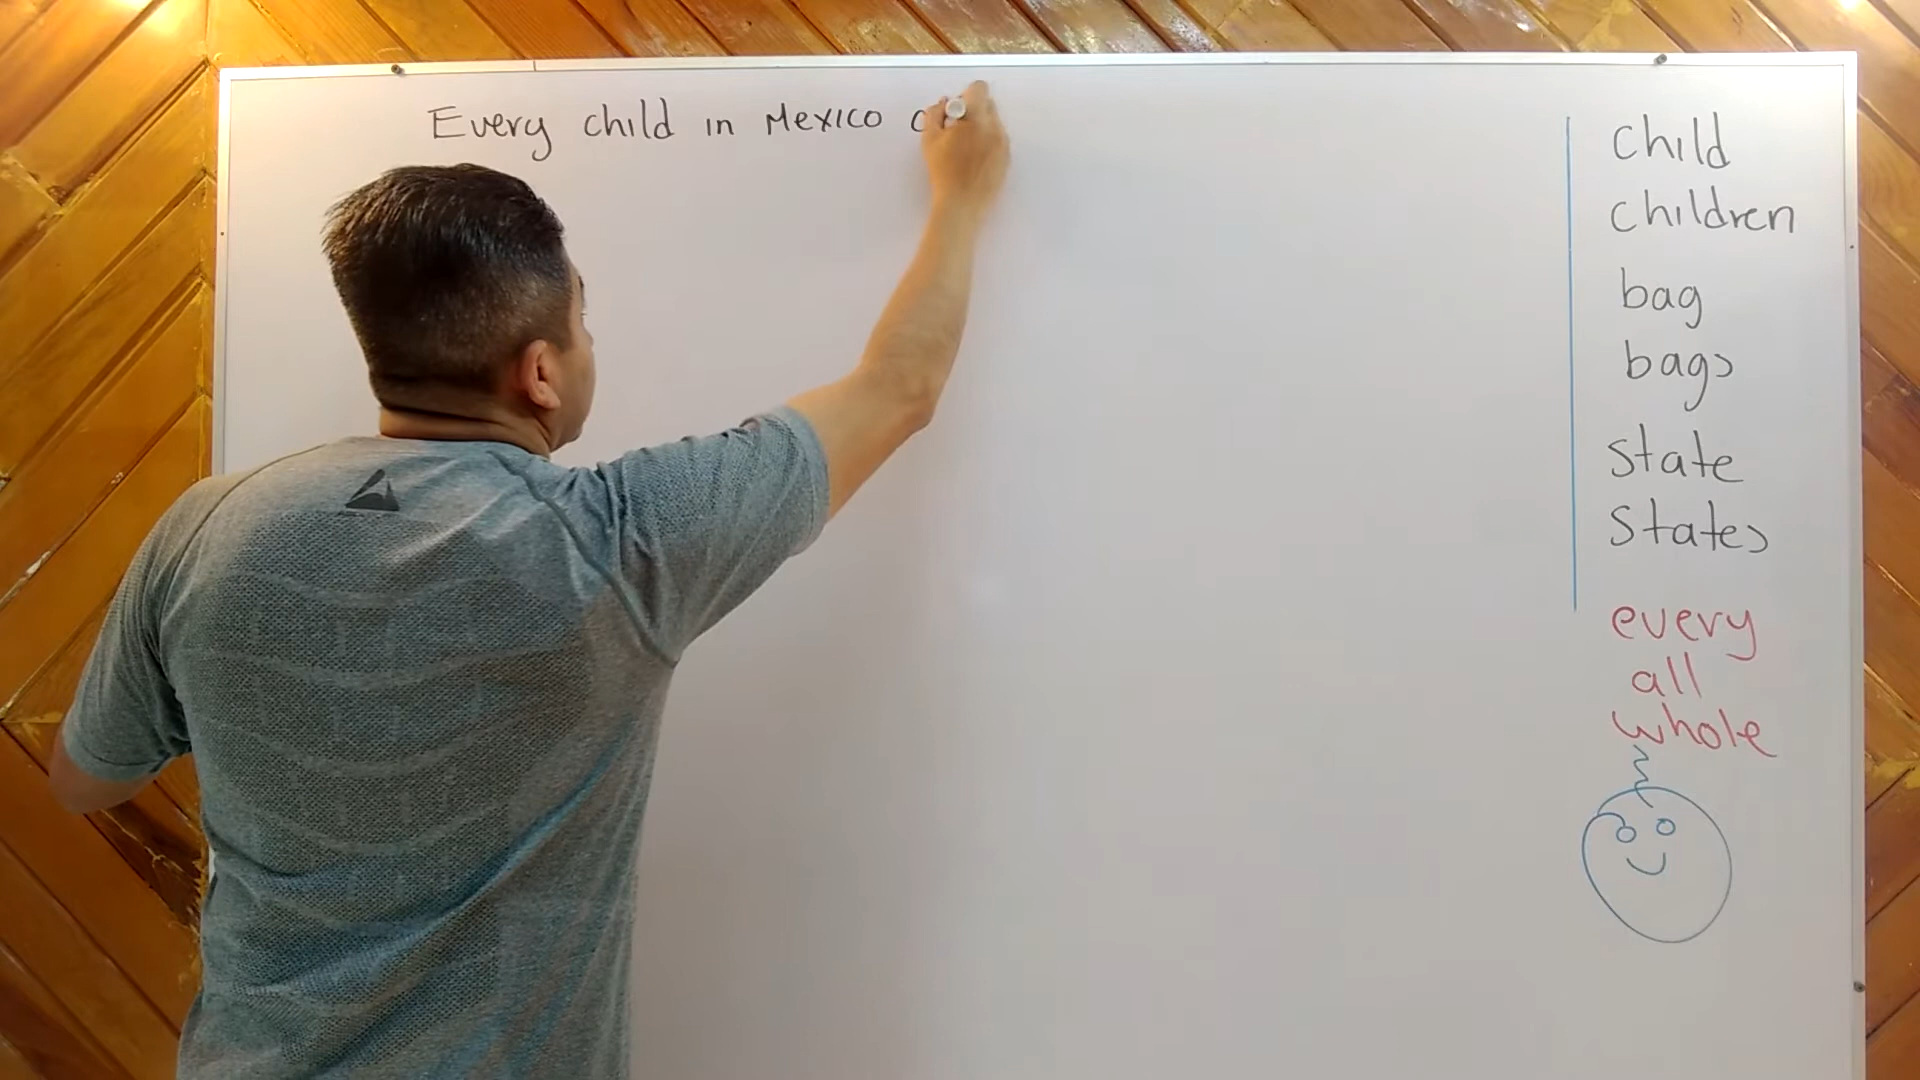 Every child in Mexico
child
children
bag
bags
state
states
every
all
whole